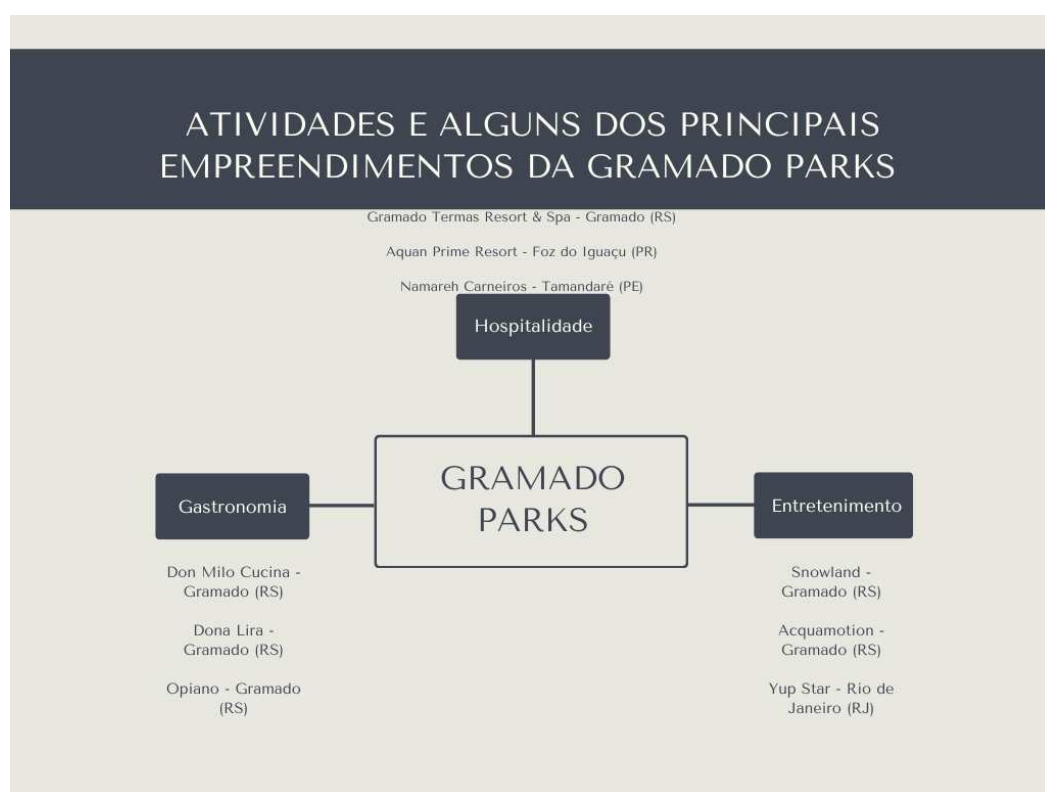 ATIVIDADES E ALGUNS DOS PRINCIPAIS
EMPREENDIMENTOS DA GRAMADO PARKS
Gramado Termas Resort & Spa - Gramado (RS)
Aquan Prime Resort - Foz do Iguaçu (PR)
Namareh Carneiros - Tamandaré (PE)
Hospitalidade
GRAMADO
PARKS
Gastronomia
Don Milo Cucina -
Gramado (RS)
Dona Lira -
Gramado (RS)
Opiano - Gramado
(RS)
Entretenimento
Snowland -
Gramado (RS)
Acquamotion -
Gramado (RS)
Yup Star - Rio de
Janeiro (RJ)